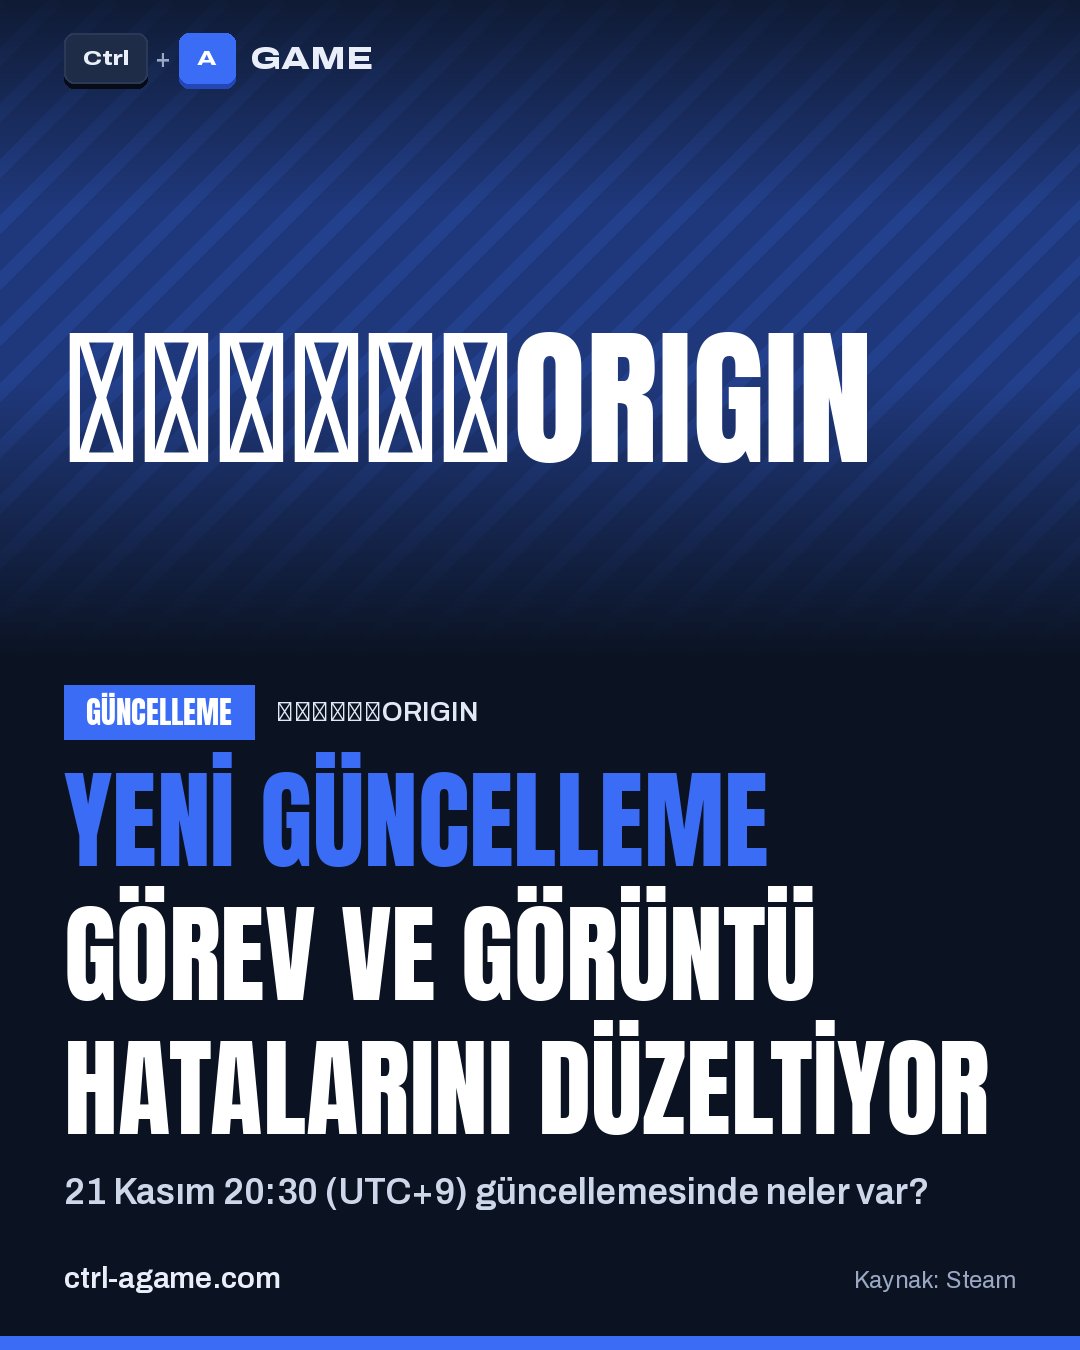 Ctrl + A GAME
ORIGIN
GÜNCELLEME ORIGIN
YENİ GÜNCELLEME
GÖREV VE GÖRÜNTÜ
HATALARINI DÜZELTİYOR
21 Kasım 20:30 (UTC+9) güncellemesinde neler var?
ctrl-agame.com
Kaynak: Steam